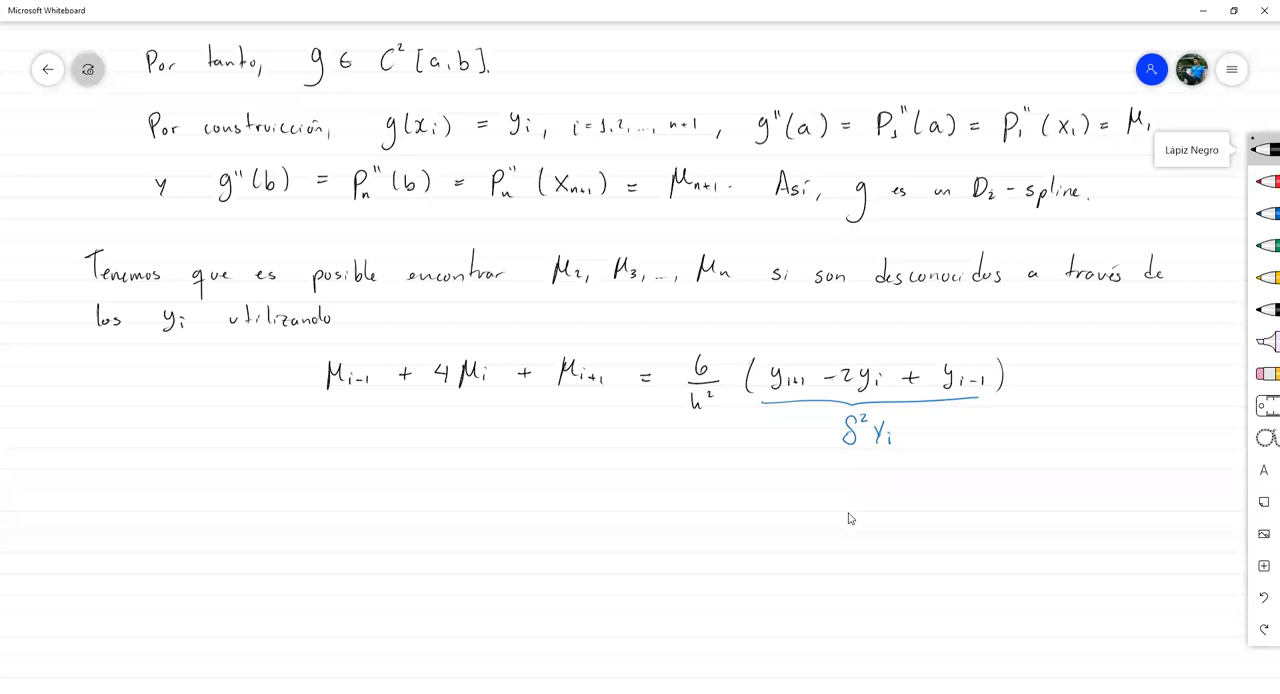 Microsoft Whiteboard
Por tanto, g ∈ C² [a,b].
Por construicción, g(xi) = yi, i=1,2,..., n+1, g''(a) = P1''(a) = P1''(x1) = μ1
Lápiz Negro
y g''(b) = Pn''(b) = Pn''(xn+1) = μn+1. Así, g es un D2-spline.
Tenemos que es posible encontrar μ2, μ3,..., μn si son desconocidos a través de
los yi utilizando
μi-1 + 4μi + μi+1 = 6/h² (yi+1 - 2yi + yi-1)
δ²Yi
A